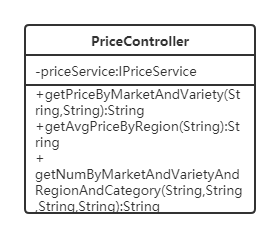 PriceController
-priceService:IPriceService
+getPriceByMarketAndVariety(St
ring,String):String
+getAvgPriceByRegion(String):St
ring
+
getNumByMarketAndVarietyAnd
RegionAndCategory(String,String
,String,String):String